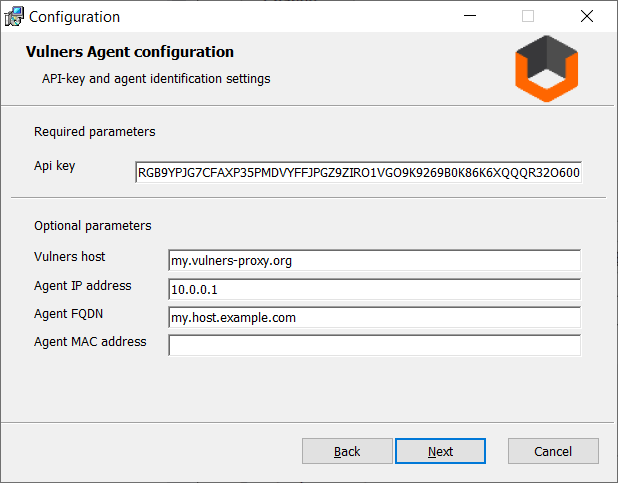 Configuration
Vulners Agent configuration
API-key and agent identification settings
Required parameters
Api key RGB9YPJG7CFAXP35PMDVYFFJPGZ9ZIRO1VGO9K9269B0K86K6XQQQR32O600
Optional parameters
Vulners host my.vulners-proxy.org
Agent IP address 10.0.0.1
Agent FQDN my.host.example.com
Agent MAC address
Back Next Cancel